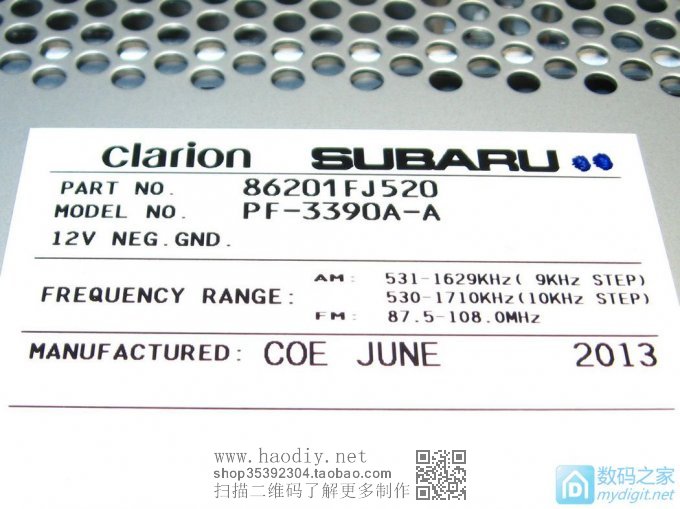 clarion SUBARU
PART NO. 86201FJ520
MODEL NO. PF-3390A-A
12V NEG.GND.
AM: 531-1629KHz( 9KHz STEP)
FREQUENCY RANGE: 530-1710KHz(10KHz STEP)
FM: 87.5-108.0MHz
MANUFACTURED: COE JUNE 2013
www.haodiy.net
shop35392304.taobao.com
扫描二维码了解更多制作
数码之家
mydigit.net